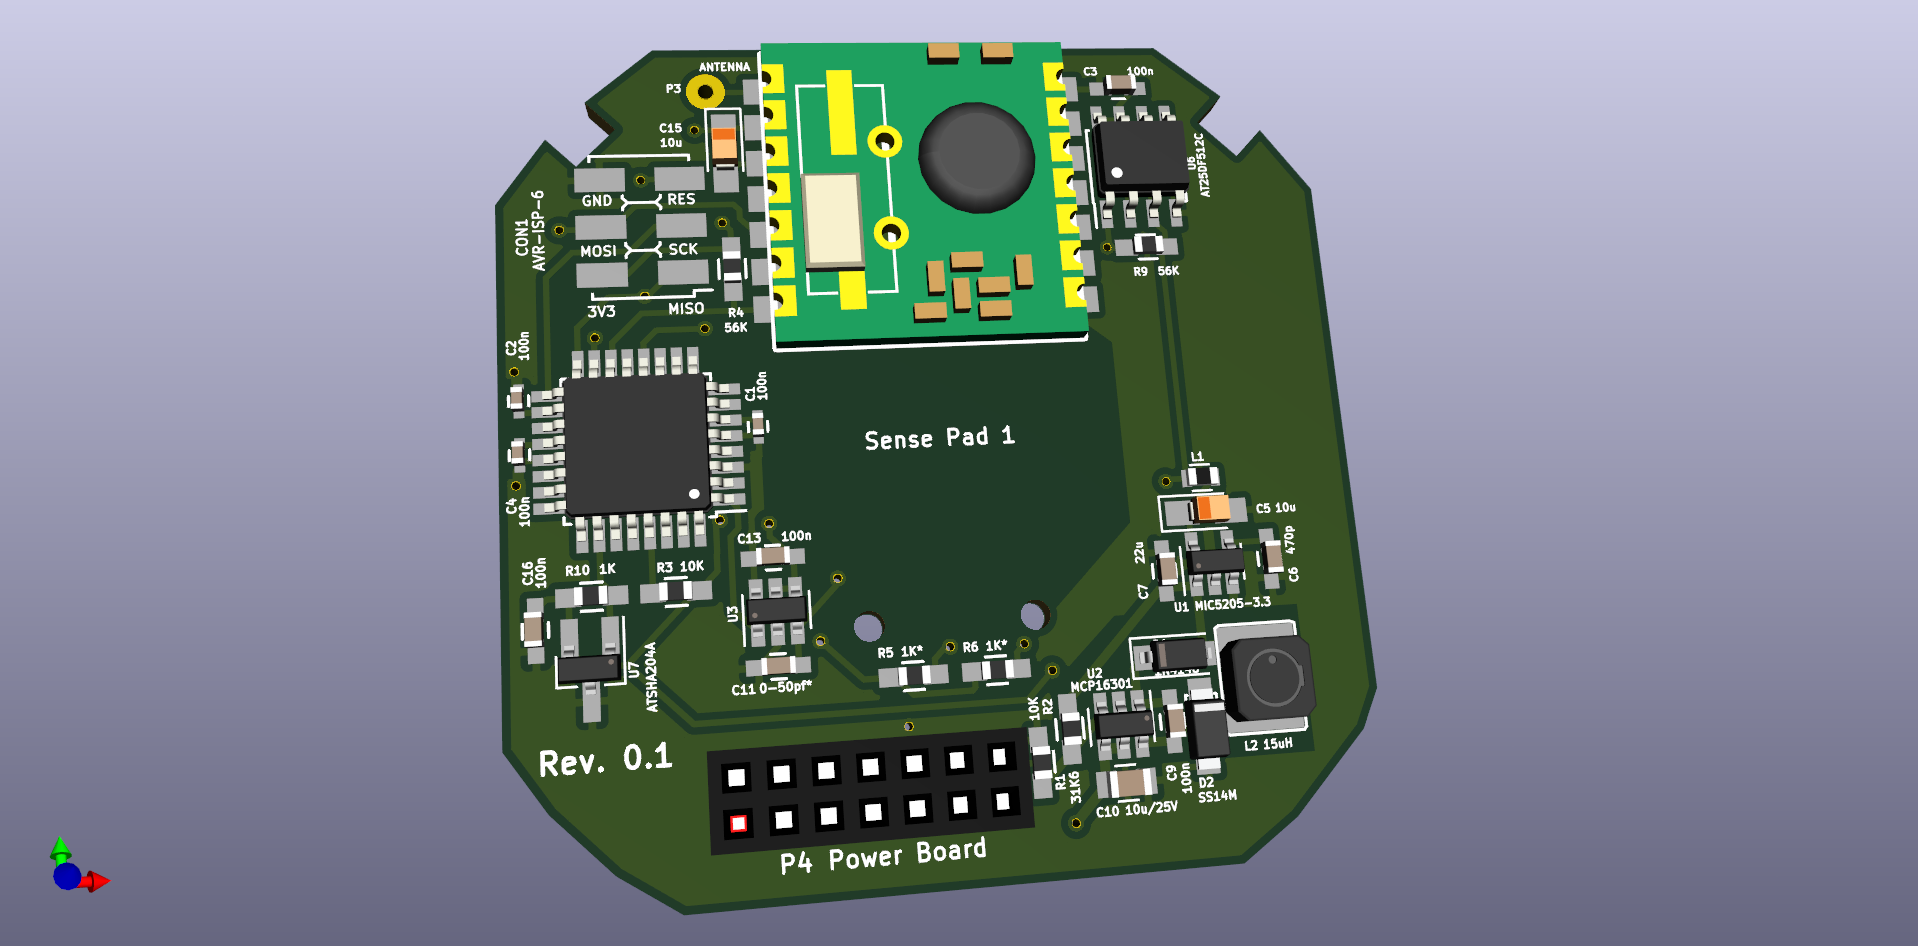 ANTENNA
P3
C15
10u
GND
RES
MOSI
SCK
3V3
MISO
CON1
AVR-ISP-6
R4
56K
C3 100n
U6
AT25DF512C
R9 56K
C2
100n
C1
100n
C4
100n
Sense Pad 1
L1
C5 10u
22u
C7
470p
C6
U1 MIC5205-3.3
C13 100n
U3
C11 0-50pf*
C16
100n
R10 1K
R3 10K
U7
ATSHA204A
R5 1K*
R6 1K*
U2
MCP16301
10K
R2
R1
31K6
C9
100n
C10 10u/25V
D2
SS14M
L2 15uH
Rev. 0.1
P4 Power Board